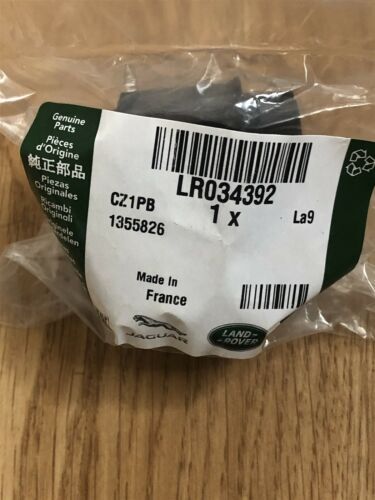 Genuine
Parts
Pièces
d'Origine
純正部品
Piezas
Originales
Ricambi
Originali
LR034392
CZ1PB
1 x
La9
1355826
Made In
France
JAGUAR
LAND-
-ROVER